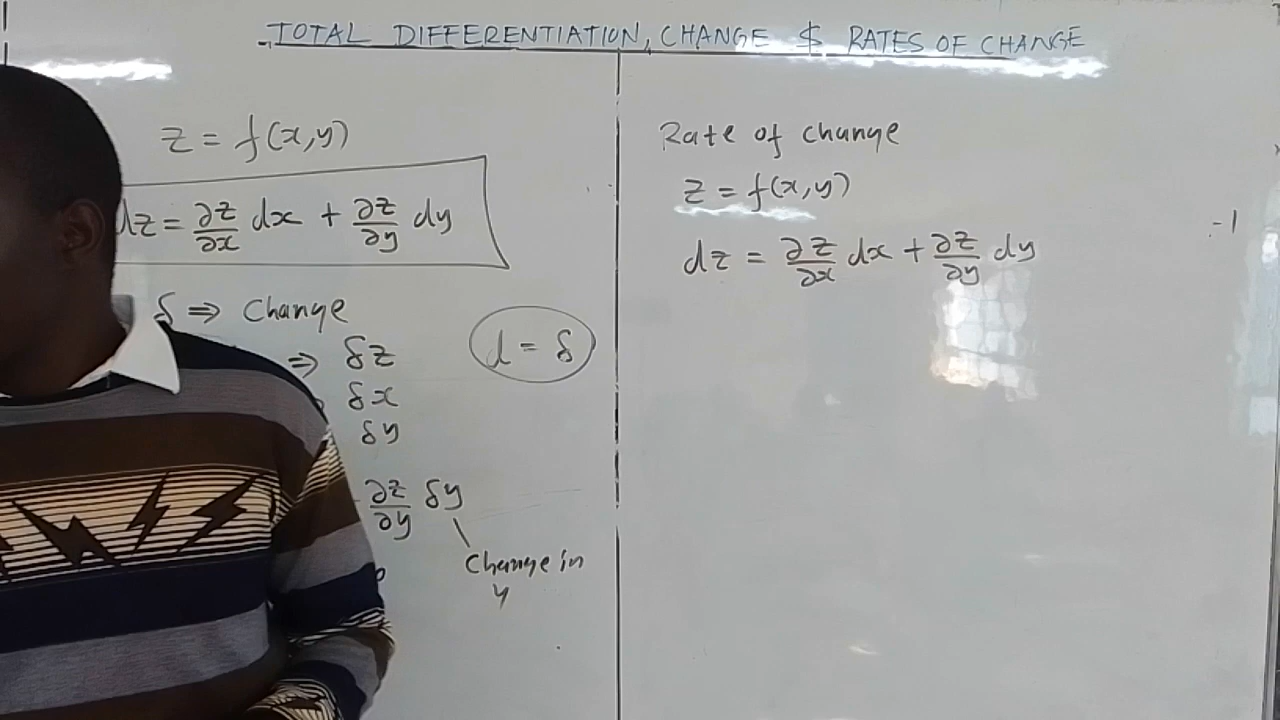 TOTAL DIFFERENTIATION, CHANGE $ RATES OF CHANGE
z = f(x,y)
dz = ∂z/∂x dx + ∂z/∂y dy
δ ⇒ Change
⇒ δz
δx
δy
d = δ
∂z/∂y δy
Change in
y
Rate of change
z = f(x,y)
dz = ∂z/∂x dx + ∂z/∂y dy
-1